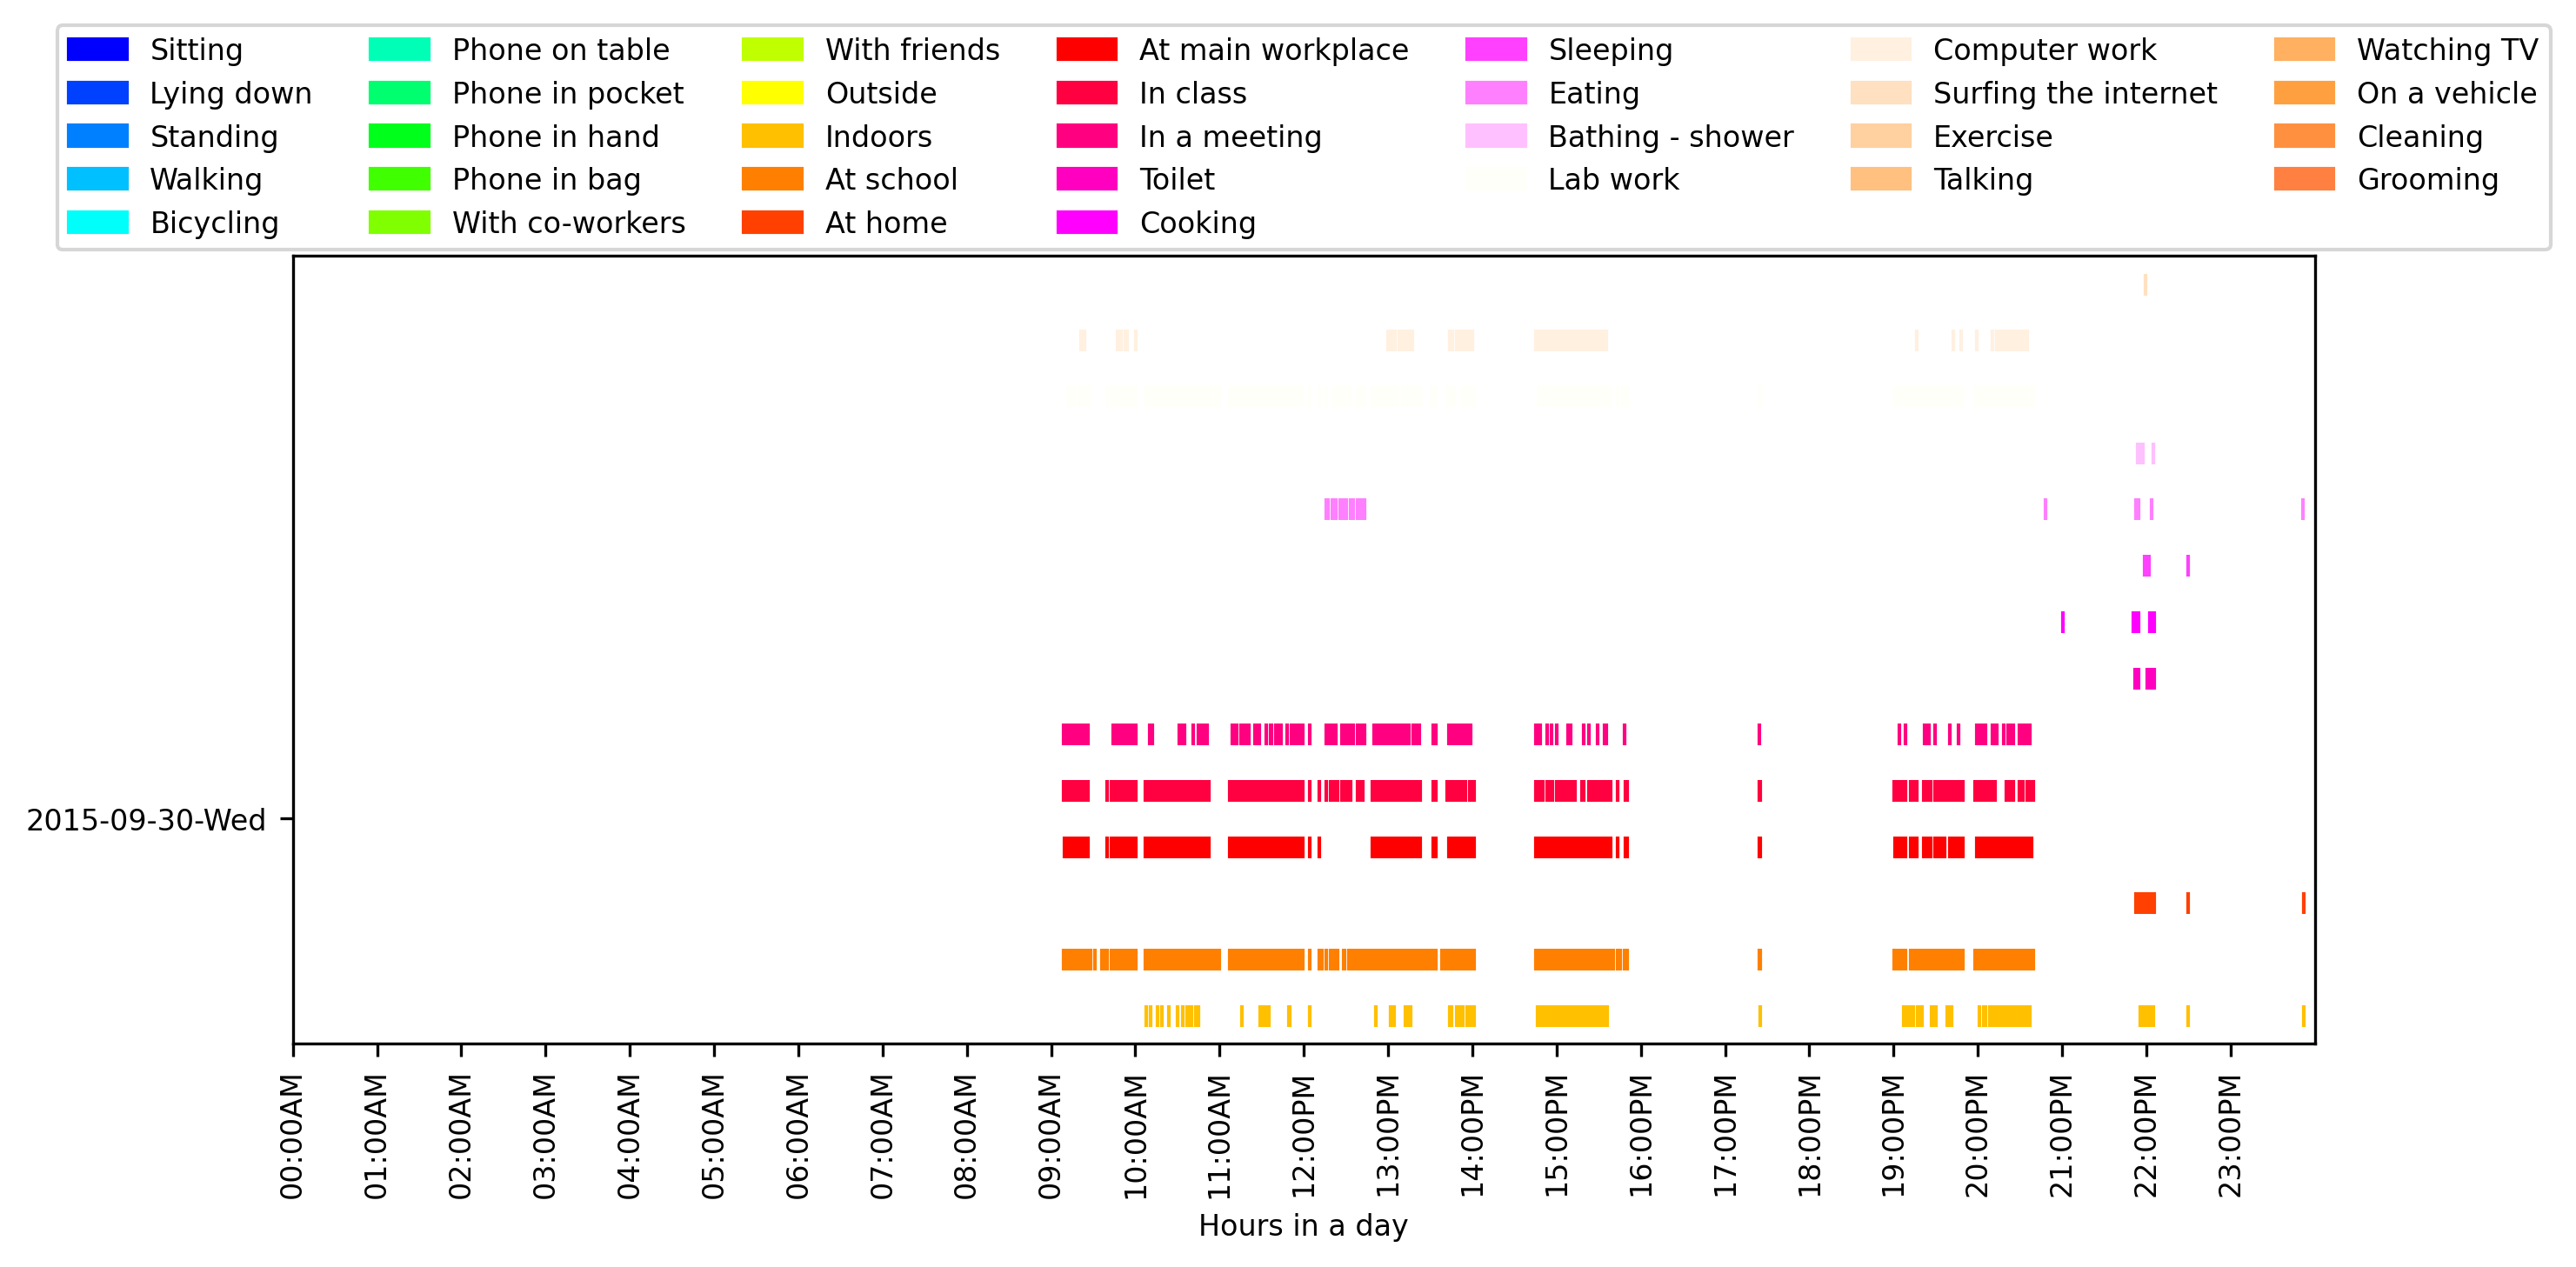 Sitting
Lying down
Standing
Walking
Bicycling
Phone on table
Phone in pocket
Phone in hand
Phone in bag
With co-workers
With friends
Outside
Indoors
At school
At home
At main workplace
In class
In a meeting
Toilet
Cooking
Sleeping
Eating
Bathing - shower
Lab work
Computer work
Surfing the internet
Exercise
Talking
Watching TV
On a vehicle
Cleaning
Grooming
2015-09-30-Wed
00:00AM
01:00AM
02:00AM
03:00AM
04:00AM
05:00AM
06:00AM
07:00AM
08:00AM
09:00AM
10:00AM
11:00AM
12:00PM
13:00PM
14:00PM
15:00PM
16:00PM
17:00PM
18:00PM
19:00PM
20:00PM
21:00PM
22:00PM
23:00PM
Hours in a day